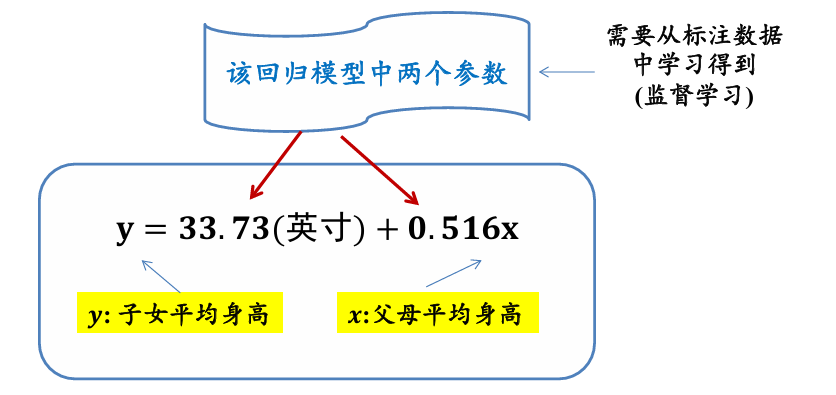 该回归模型中两个参数
需要从标注数据
中学习得到
(监督学习)
y = 33.73(英寸) + 0.516x
y: 子女平均身高
x:父母平均身高